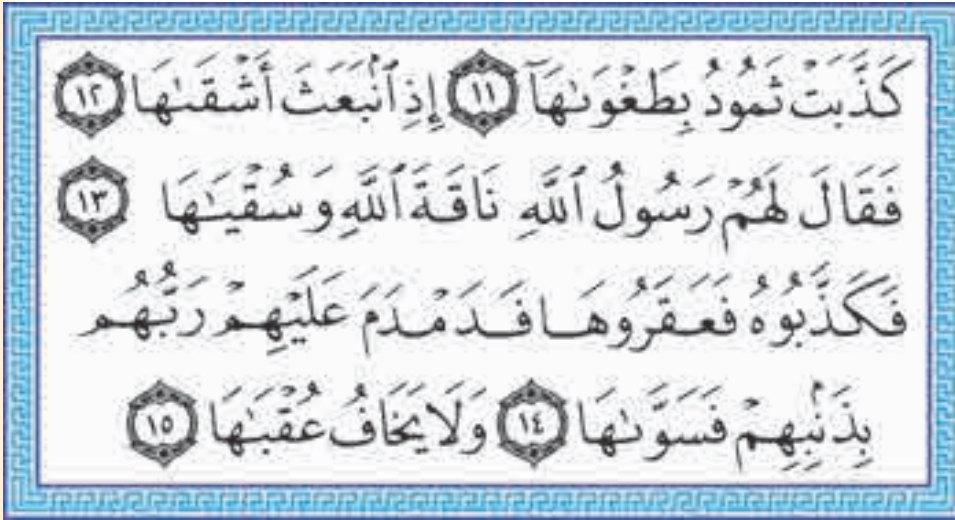 كَذَّبَتْ ثَمُودُ بِطَغْوَىٰهَآ ١١ إِذِ ٱنۢبَعَثَ أَشْقَىٰهَا ١٢
فَقَالَ لَهُمْ رَسُولُ ٱللَّهِ نَاقَةَ ٱللَّهِ وَسُقْيَـٰهَا ١٣
فَكَذَّبُوهُ فَعَقَرُوهَا فَدَمْدَمَ عَلَيْهِمْ رَبُّهُم
بِذَنۢبِهِمْ فَسَوَّىٰهَا ١٤ وَلَا يَخَافُ عُقْبَـٰهَا ١٥